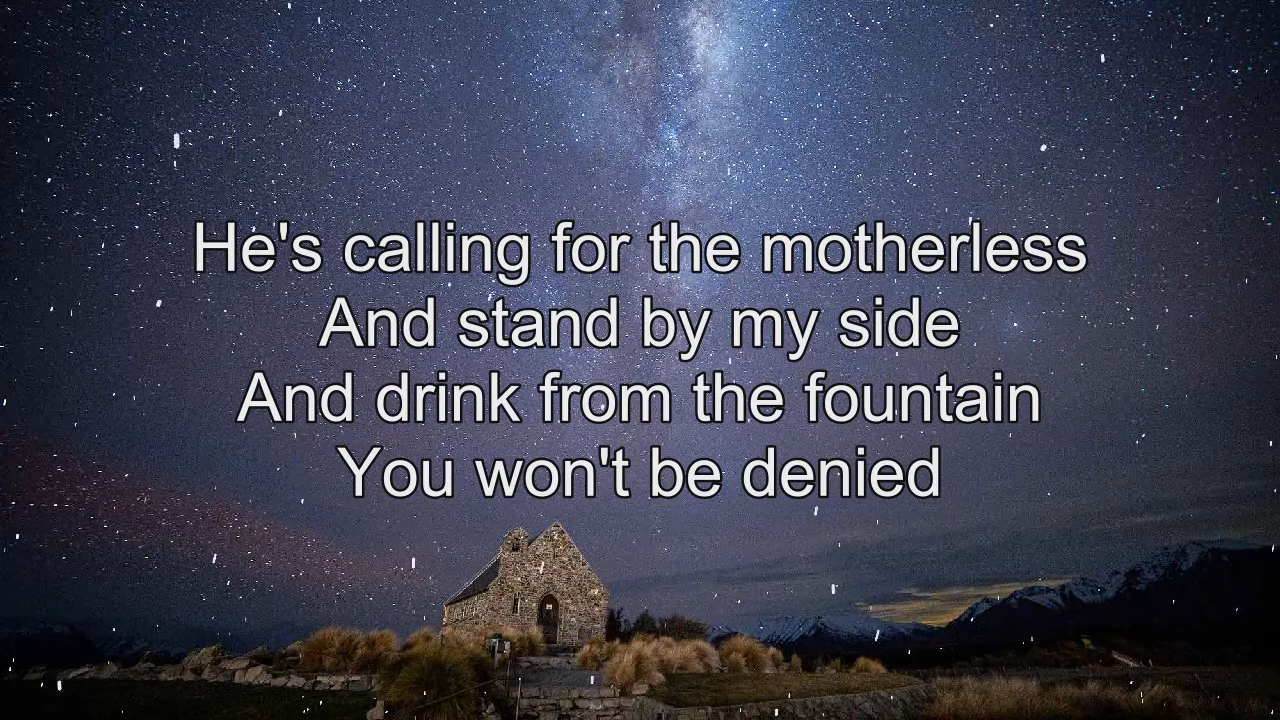 He's calling for the motherless
And stand by my side
And drink from the fountain
You won't be denied